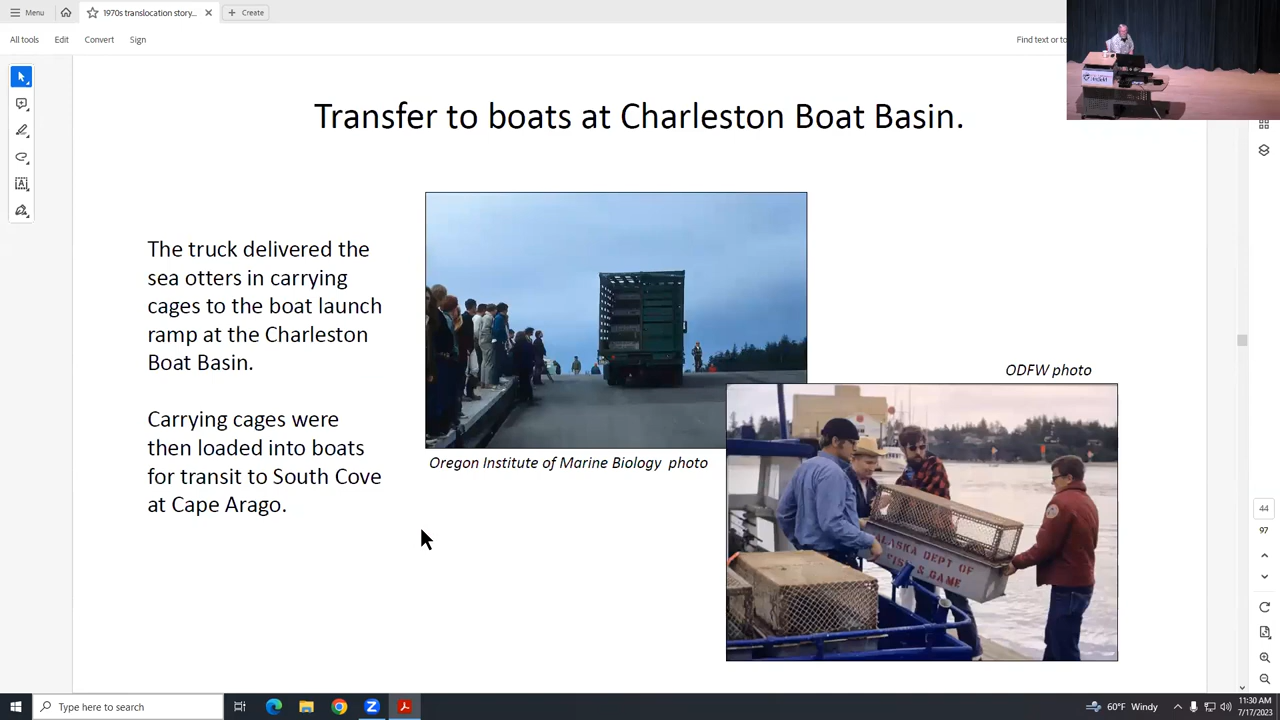 Menu
1970s translocation story...
Create
All tools
Edit
Convert
Sign
Find text or to
Transfer to boats at Charleston Boat Basin.
The truck delivered the
sea otters in carrying
cages to the boat launch
ramp at the Charleston
Boat Basin.
Carrying cages were
then loaded into boats
for transit to South Cove
at Cape Arago.
Oregon Institute of Marine Biology photo
ODFW photo
ALASKA DEPT OF
FISH & GAME
44
97
Type here to search
60°F Windy
11:30 AM
7/17/2023